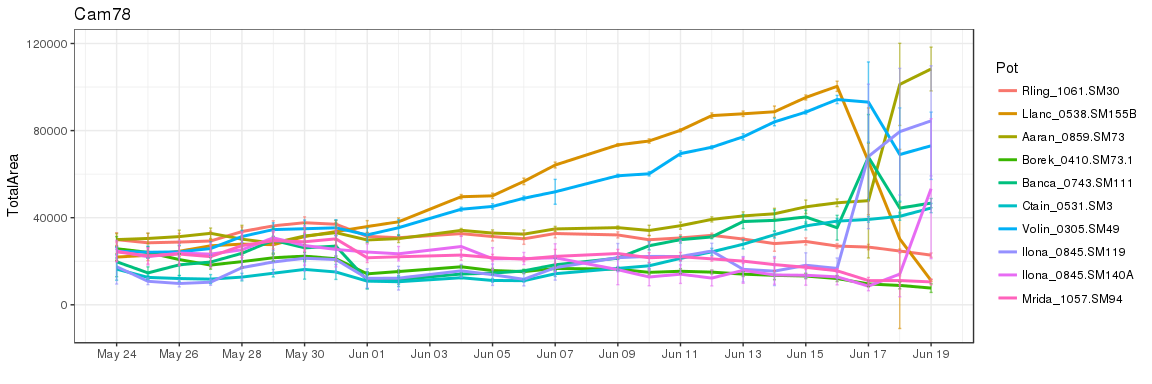 Cam78
TotalArea
120000
80000
40000
0
May 24 May 26 May 28 May 30 Jun 01 Jun 03 Jun 05 Jun 07 Jun 09 Jun 11 Jun 13 Jun 15 Jun 17 Jun 19
Pot
Rling_1061.SM30
Llanc_0538.SM155B
Aaran_0859.SM73
Borek_0410.SM73.1
Banca_0743.SM111
Ctain_0531.SM3
Volin_0305.SM49
Ilona_0845.SM119
Ilona_0845.SM140A
Mrida_1057.SM94